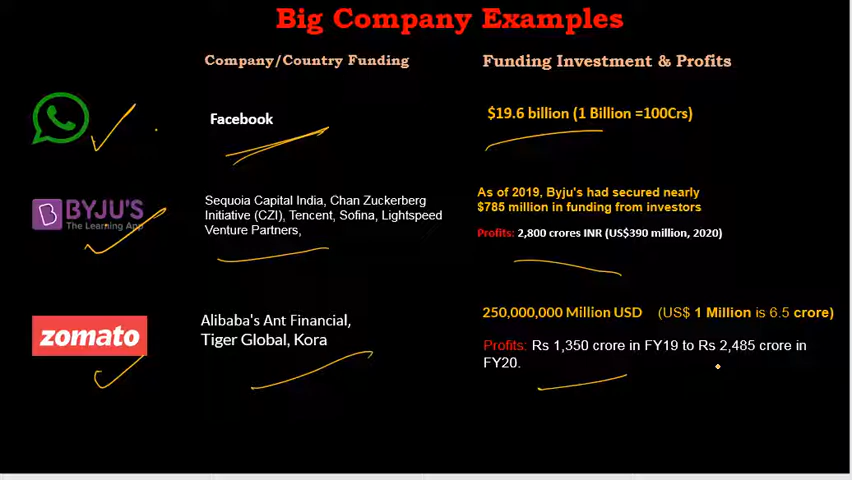 Big Company Examples
Company/Country Funding
Funding Investment & Profits
Facebook
$19.6 billion (1 Billion =100Crs)
BYJU'S
The Learning App
Sequoia Capital India, Chan Zuckerberg
Initiative (CZI), Tencent, Sofina, Lightspeed
Venture Partners,
As of 2019, Byju's had secured nearly
$785 million in funding from investors
Profits: 2,800 crores INR (US$390 million, 2020)
zomato
Alibaba's Ant Financial,
Tiger Global, Kora
250,000,000 Million USD (US$ 1 Million is 6.5 crore)
Profits: Rs 1,350 crore in FY19 to Rs 2,485 crore in
FY20.